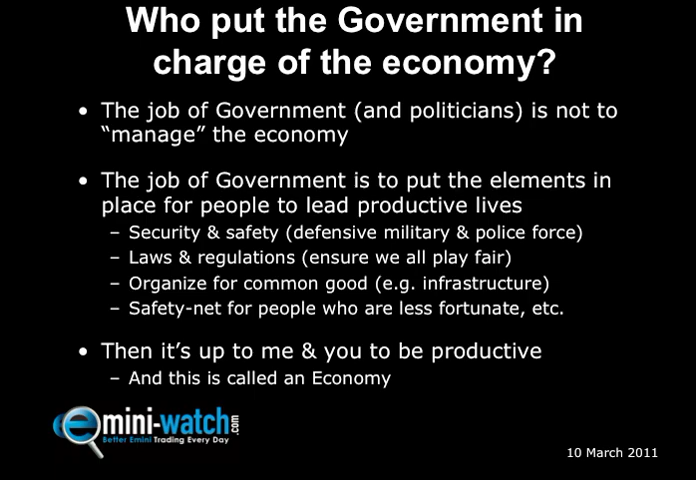 Who put the Government in
charge of the economy?
• The job of Government (and politicians) is not to
“manage” the economy
• The job of Government is to put the elements in
place for people to lead productive lives
– Security & safety (defensive military & police force)
– Laws & regulations (ensure we all play fair)
– Organize for common good (e.g. infrastructure)
– Safety-net for people who are less fortunate, etc.
• Then it’s up to me & you to be productive
– And this is called an Economy
emini-watch.com
Better Emini Trading Every Day
10 March 2011